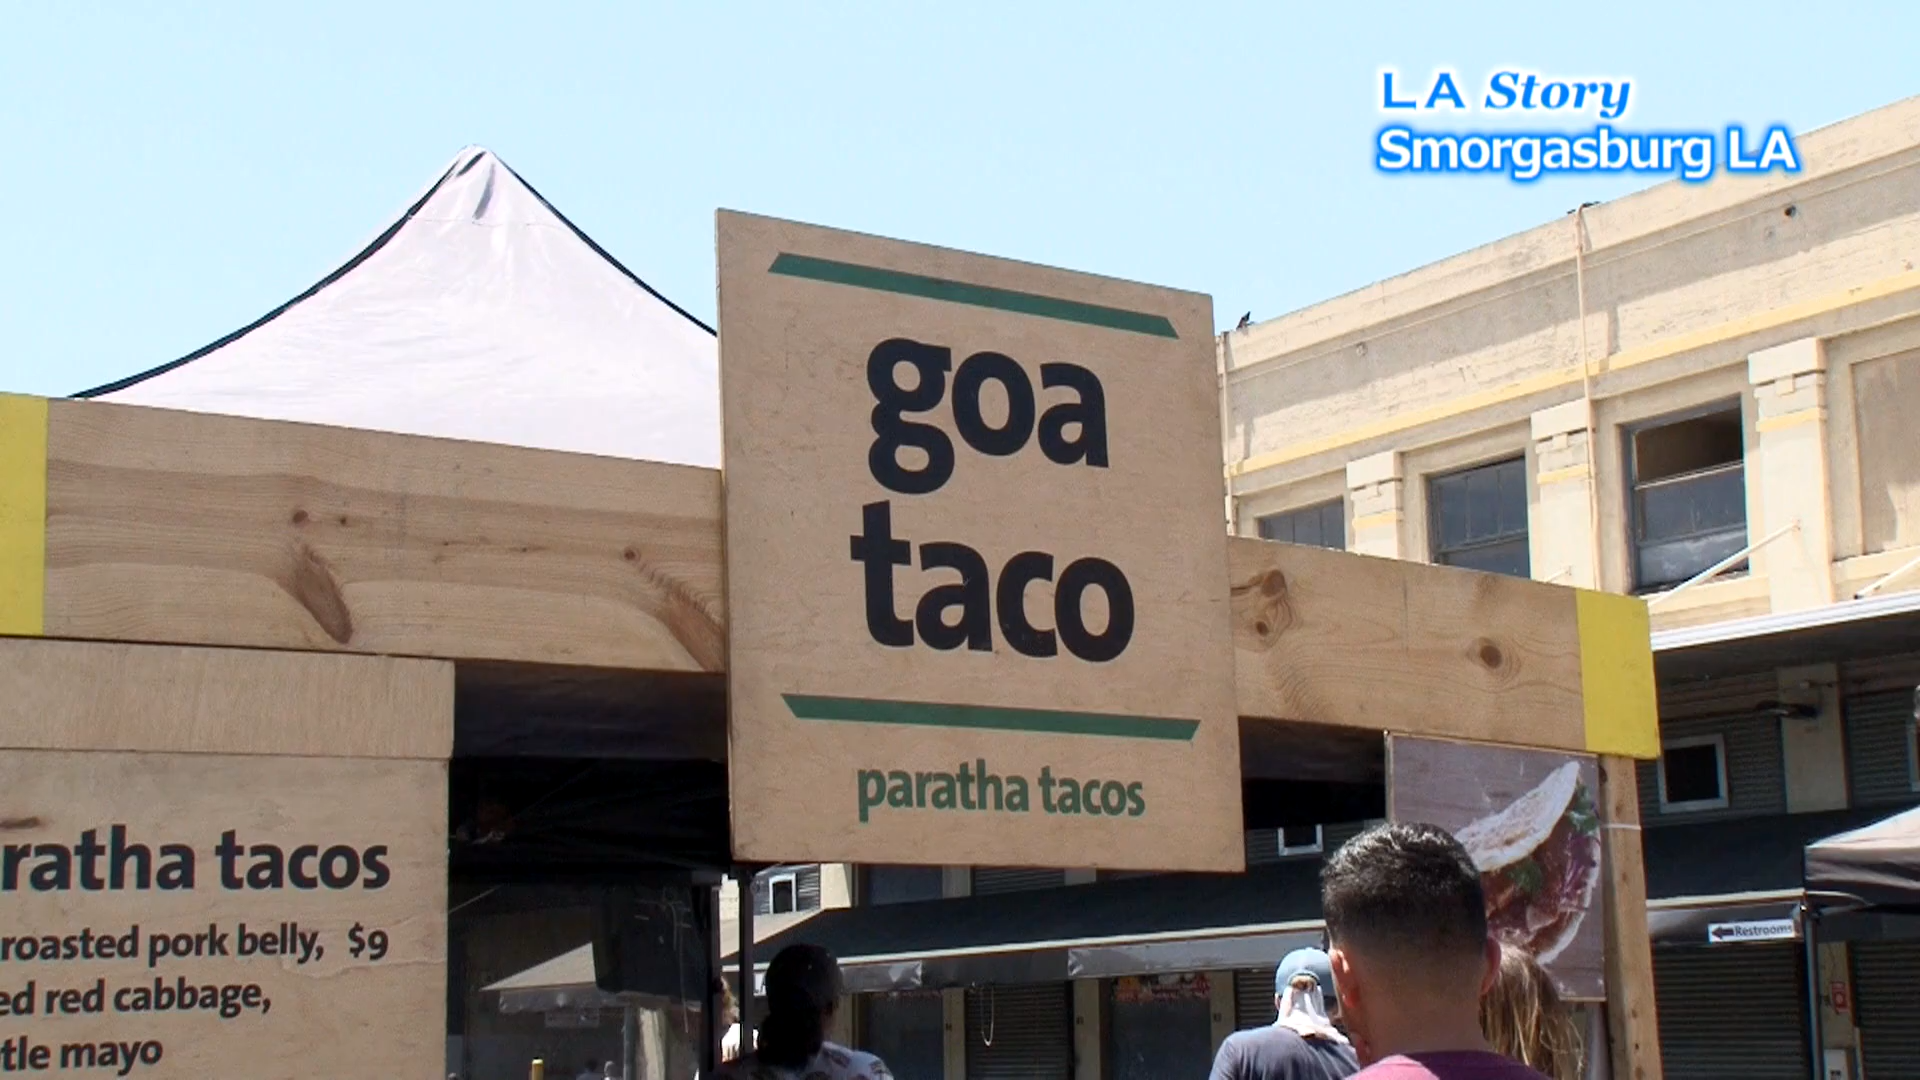 LA Story
Smorgasburg LA
goa
taco
paratha tacos
ratha tacos
roasted pork belly, $9
ed red cabbage,
tle mayo
Restrooms